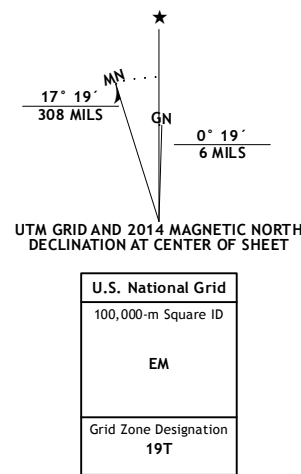 ★
MN
GN
17° 19´
308 MILS
0° 19´
6 MILS
UTM GRID AND 2014 MAGNETIC NORTH
DECLINATION AT CENTER OF SHEET
U.S. National Grid
100,000-m Square ID
EM
Grid Zone Designation
19T